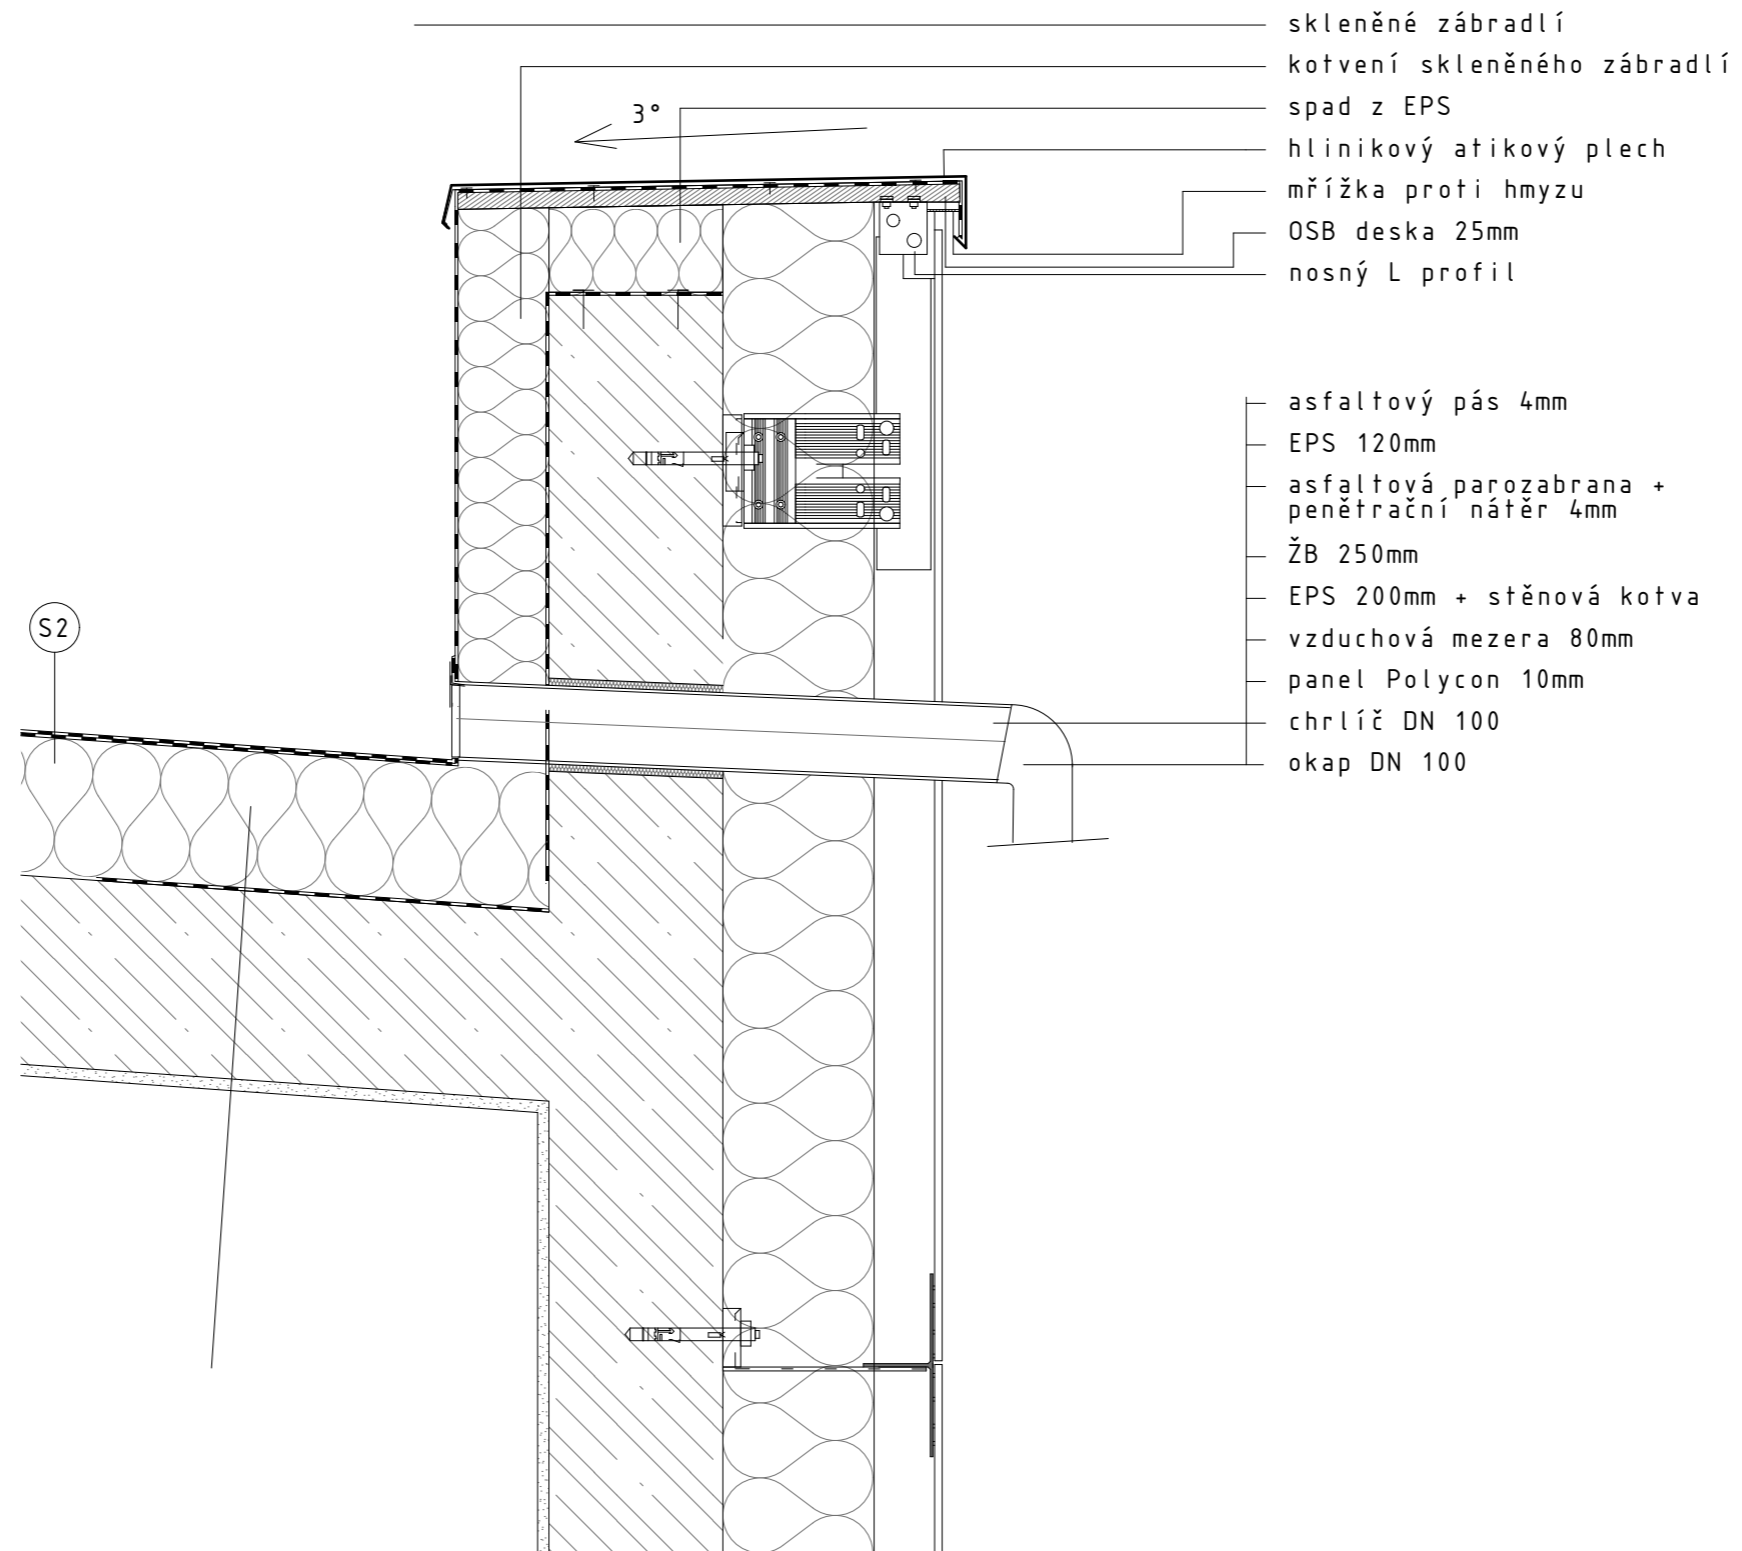 skleněné zábradlí
kotvení skleněného zábradlí
spad z EPS
3°
hlinikový atikový plech
mřížka proti hmyzu
OSB deska 25mm
nosný L profil
asfaltový pás 4mm
EPS 120mm
asfaltová parozabrana +
penětrační nátěr 4mm
ŽB 250mm
EPS 200mm + stěnová kotva
S2
vzduchová mezera 80mm
panel Polycon 10mm
chrlíč DN 100
okap DN 100